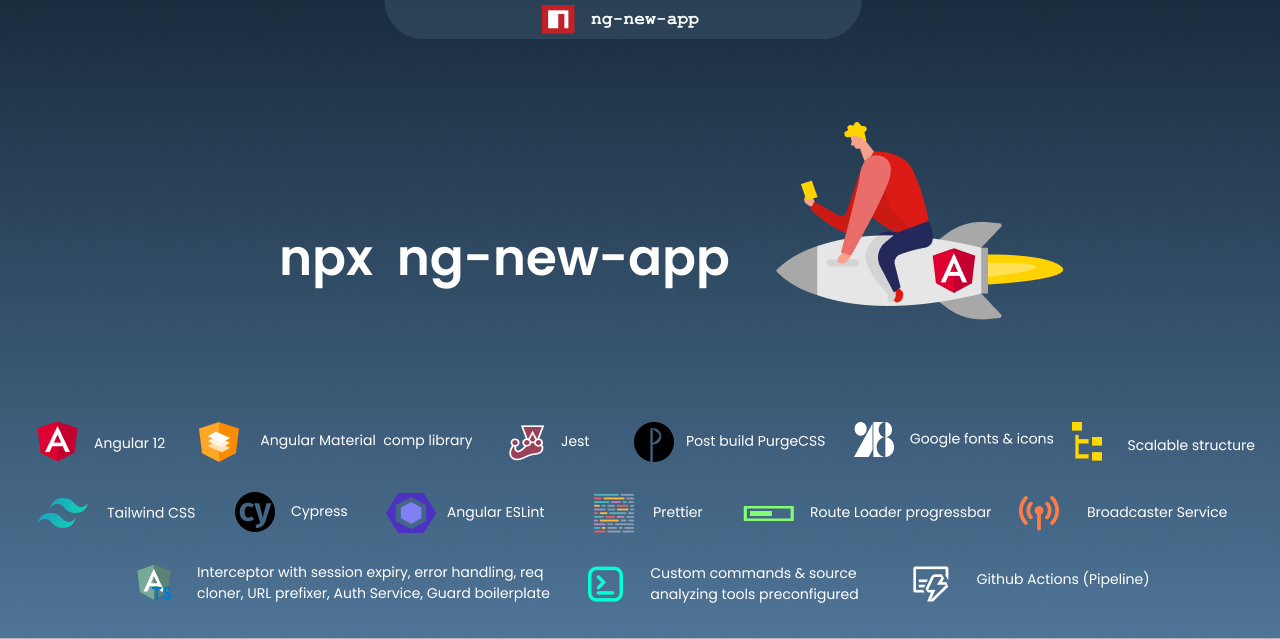 ng-new-app
npx ng-new-app
Angular 12
Angular Material comp library
Jest
Post build PurgeCSS
Google fonts & icons
Scalable structure
Tailwind CSS
cy
Cypress
Angular ESLint
Prettier
Route Loader progressbar
Broadcaster Service
TS
Interceptor with session expiry, error handling, req
cloner, URL prefixer, Auth Service, Guard boilerplate
Custom commands & source
analyzing tools preconfigured
Github Actions (Pipeline)